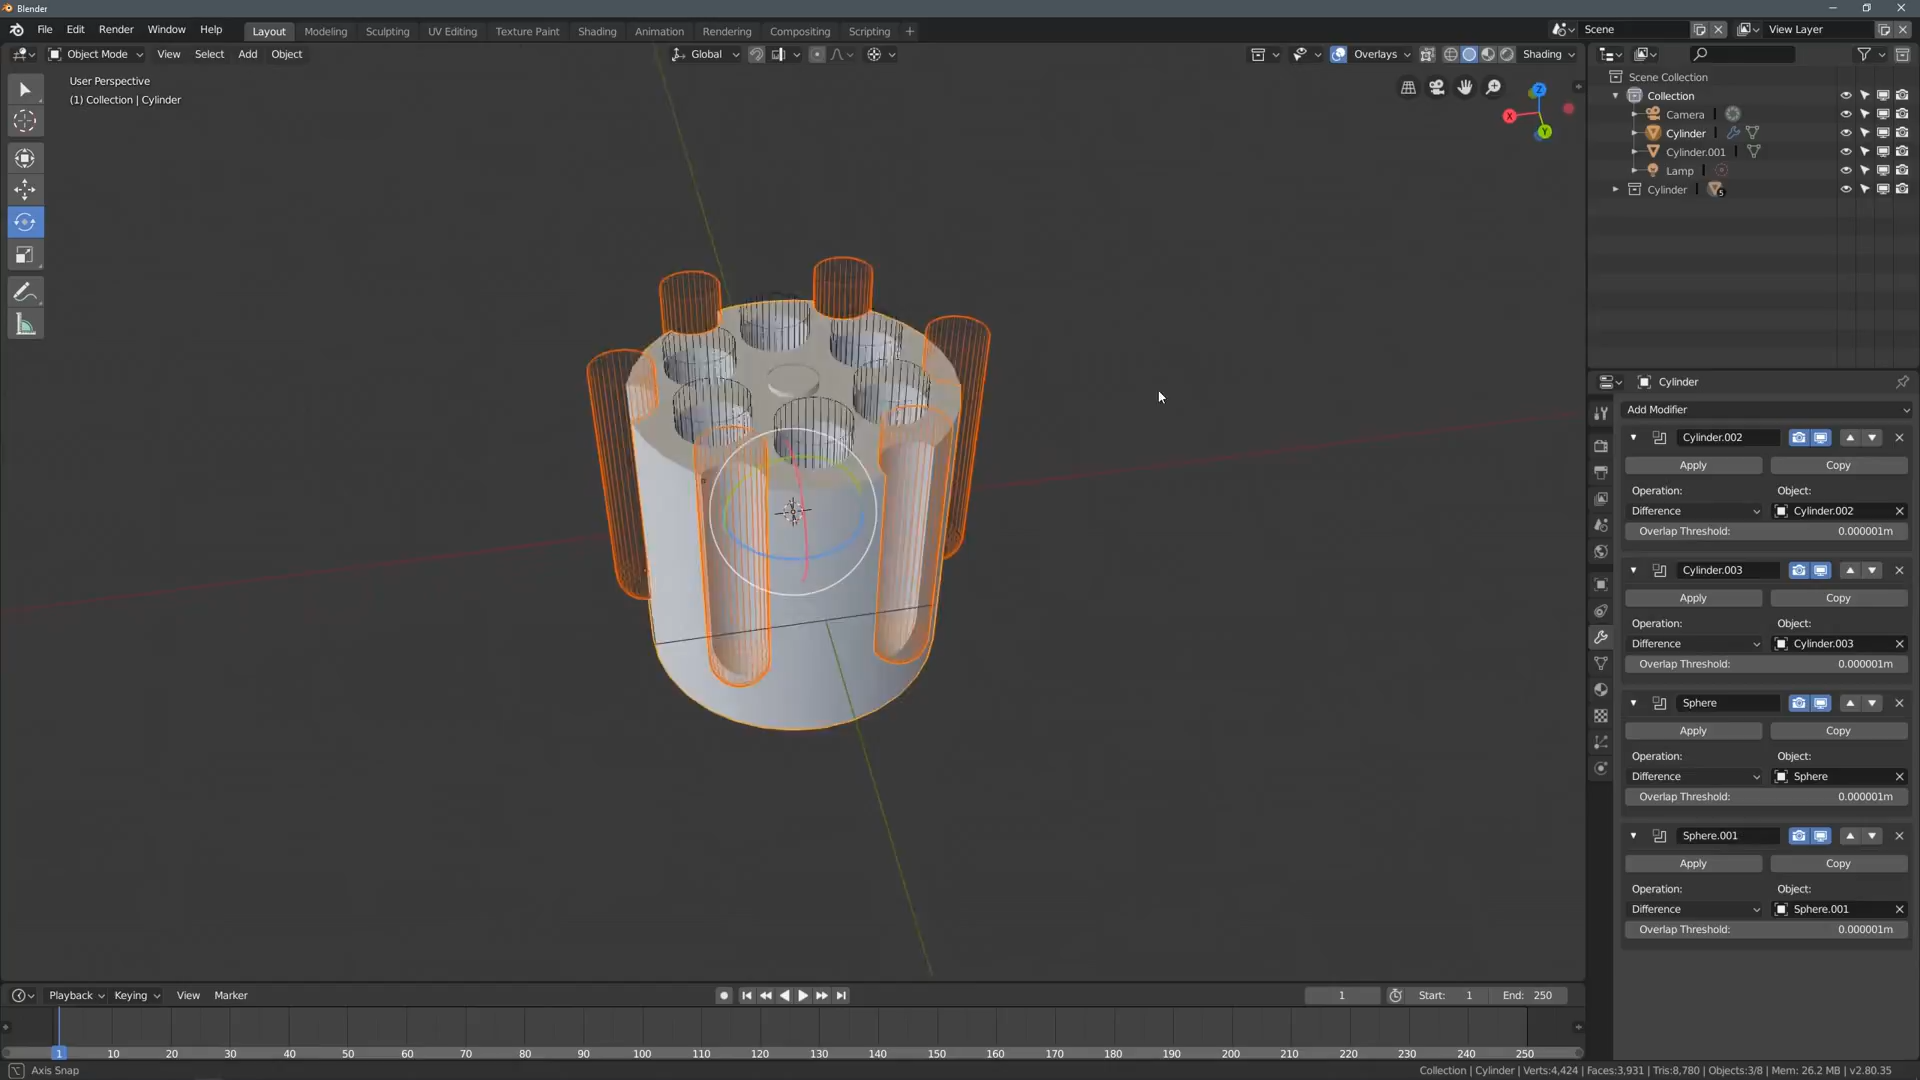 Blender
File Edit Render Window Help
Layout Modeling Sculpting UV Editing Texture Paint Shading Animation Rendering Compositing Scripting +
Scene
View Layer
Object Mode View Select Add Object
Global
Overlays
Shading
User Perspective
(1) Collection | Cylinder
X
Y
Z
Scene Collection
Collection
Camera
Cylinder
Cylinder.001
Lamp
Cylinder
5
Cylinder
Add Modifier
Cylinder.002
Apply Copy
Operation: Object:
Difference Cylinder.002
Overlap Threshold: 0.000001m
Cylinder.003
Apply Copy
Operation: Object:
Difference Cylinder.003
Overlap Threshold: 0.000001m
Sphere
Apply Copy
Operation: Object:
Difference Sphere
Overlap Threshold: 0.000001m
Sphere.001
Apply Copy
Operation: Object:
Difference Sphere.001
Overlap Threshold: 0.000001m
Playback Keying View Marker
1
Start: 1 End: 250
1 10 20 30 40 50 60 70 80 90 100 110 120 130 140 150 160 170 180 190 200 210 220 230 240 250
Axis Snap
Collection | Cylinder | Verts:4,424 | Faces:3,931 | Tris:8,780 | Objects:3/8 | Mem: 26.2 MB | v2.80.35